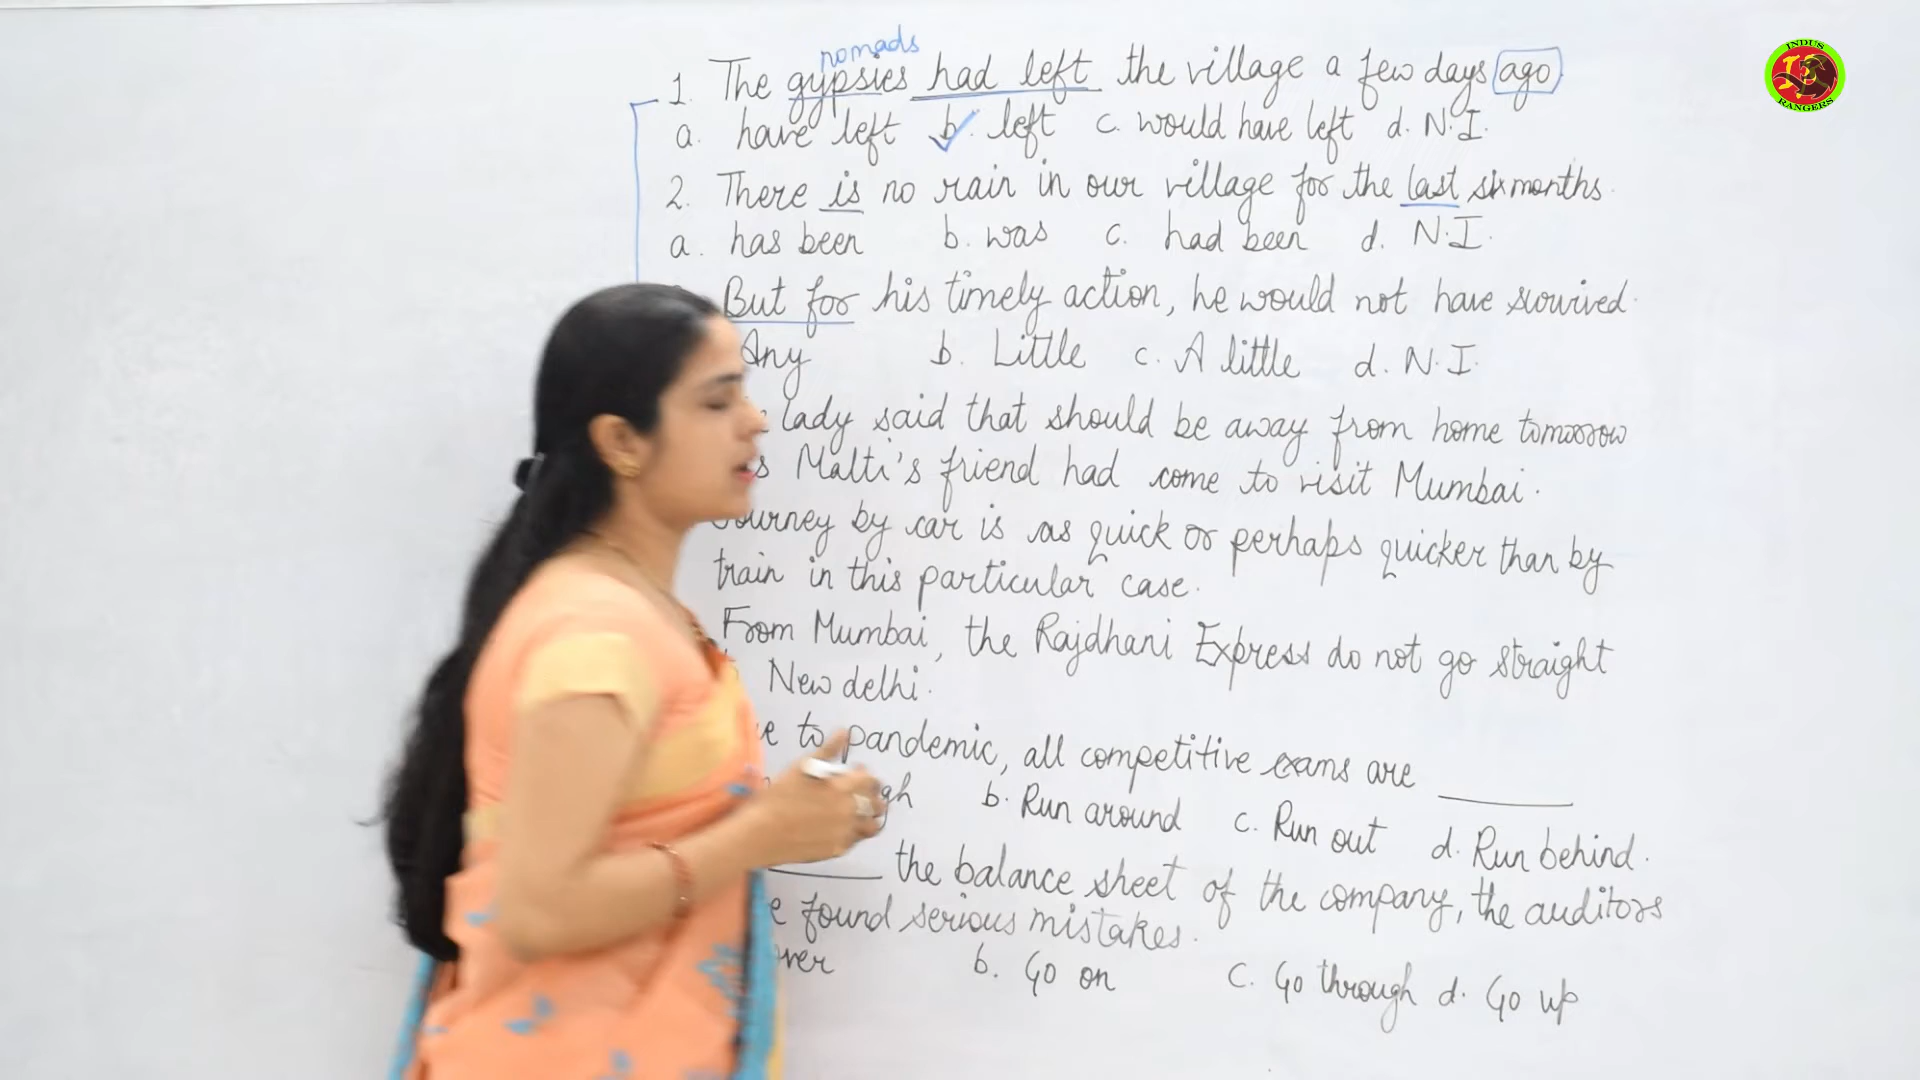 nomads
1. The gypsies had left the village a few days ago
a. have left b. left c. would have left d. N.I.
2. There is no rain in our village for the last six months.
a. has been b. was c. had been d. N.I.
But for his timely action, he would not have survived.
Any b. Little c. A little d. N.I.
lady said that should be away from home tomorrow
Malti's friend had come to visit Mumbai.
Journey by car is as quick or perhaps quicker than by
train in this particular case.
From Mumbai, the Rajdhani Express do not go straight
New delhi.
to pandemic, all competitive exams are ______
b. Run around c. Run out d. Run behind.
______ the balance sheet of the company, the auditors
found serious mistakes.
b. Go on c. Go through d. Go up
INDUS
RANGERS